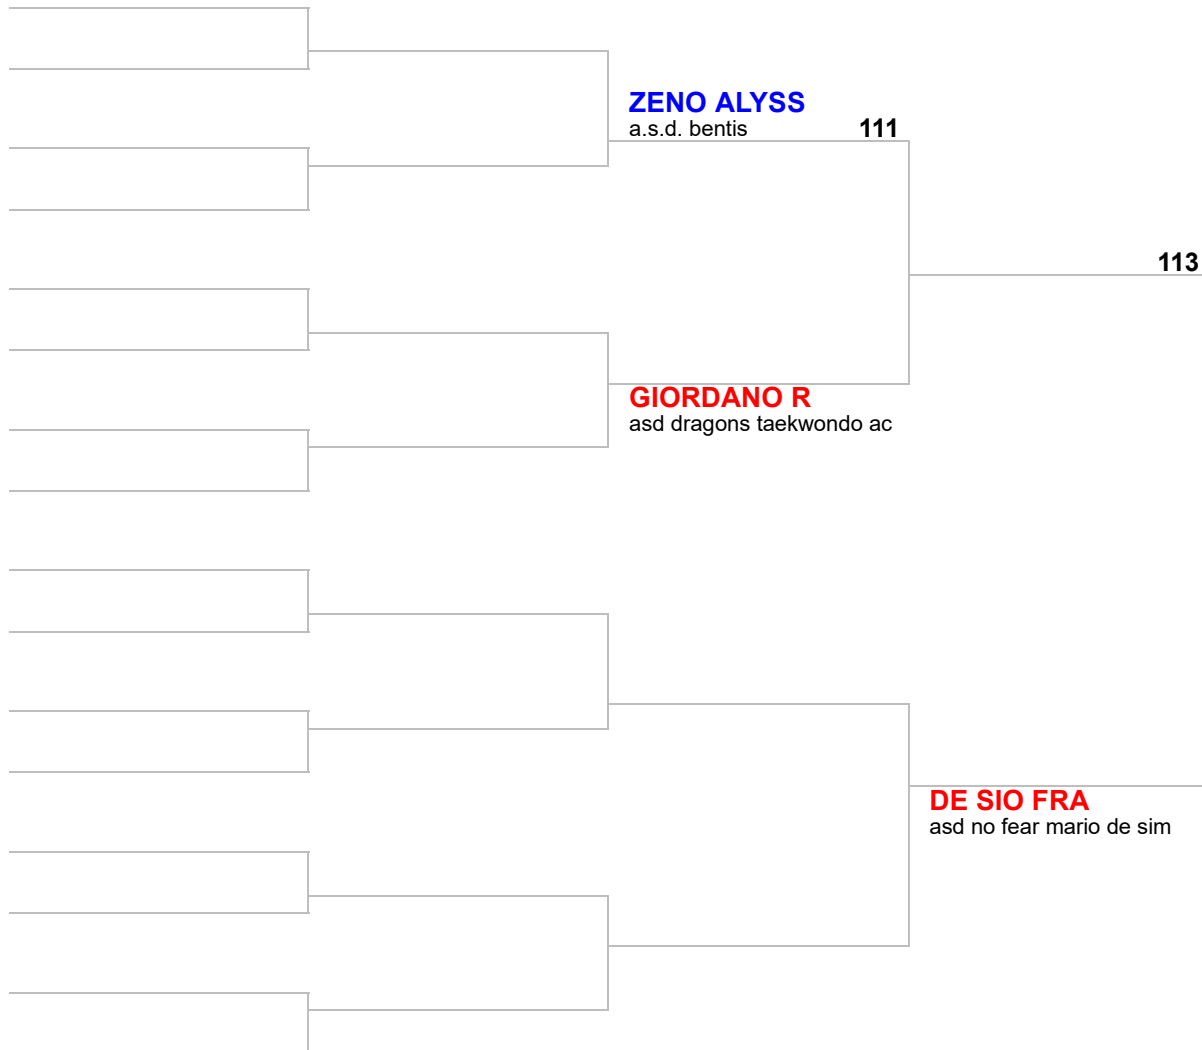 ZENO ALYSS
a.s.d. bentis
111
113
GIORDANO R
asd dragons taekwondo ac
DE SIO FRA
asd no fear mario de sim